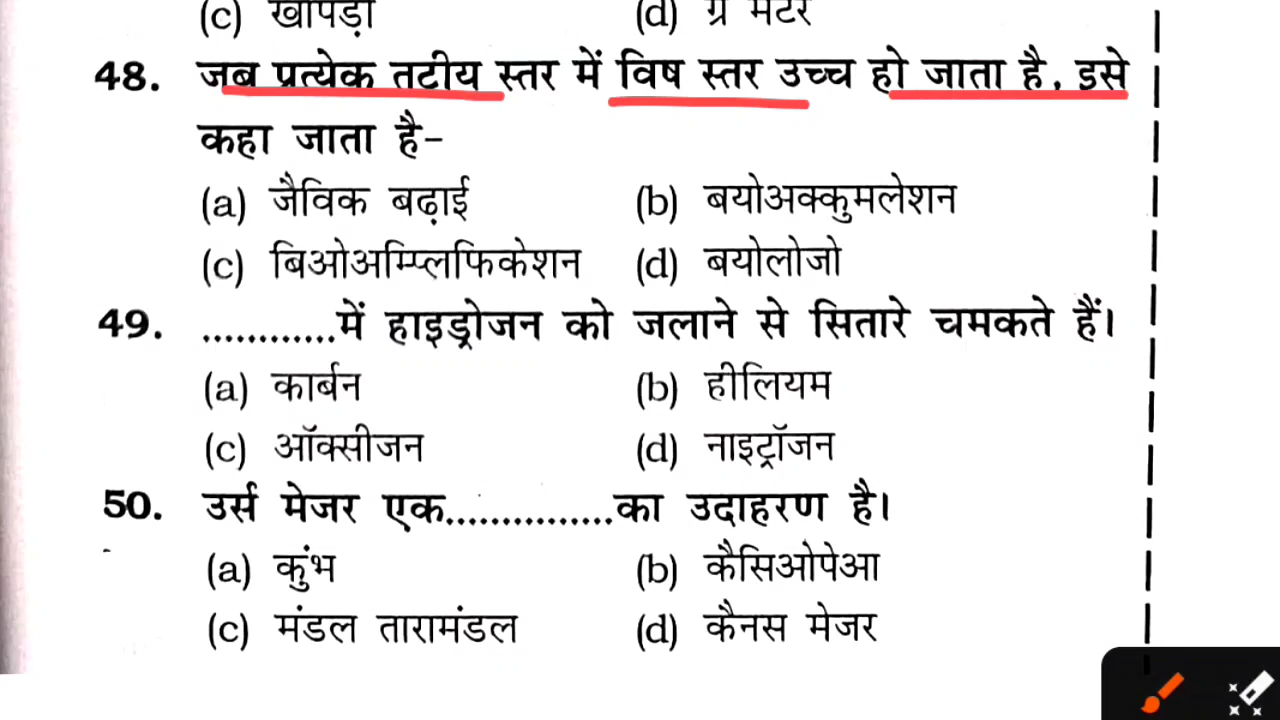 (c) खोपड़ी (d) ग्रे मैटर
48. जब प्रत्येक तटीय स्तर में विष स्तर उच्च हो जाता है, इसे
कहा जाता है-
(a) जैविक बढ़ाई (b) बयोअक्कुमलेशन
(c) बिओअम्प्लिफिकेशन (d) बयोलोजो
49. ............में हाइड्रोजन को जलाने से सितारे चमकते हैं।
(a) कार्बन (b) हीलियम
(c) ऑक्सीजन (d) नाइट्रॉजन
50. उर्स मेजर एक...............का उदाहरण है।
(a) कुंभ (b) कैसिओपेआ
(c) मंडल तारामंडल (d) कैनस मेजर